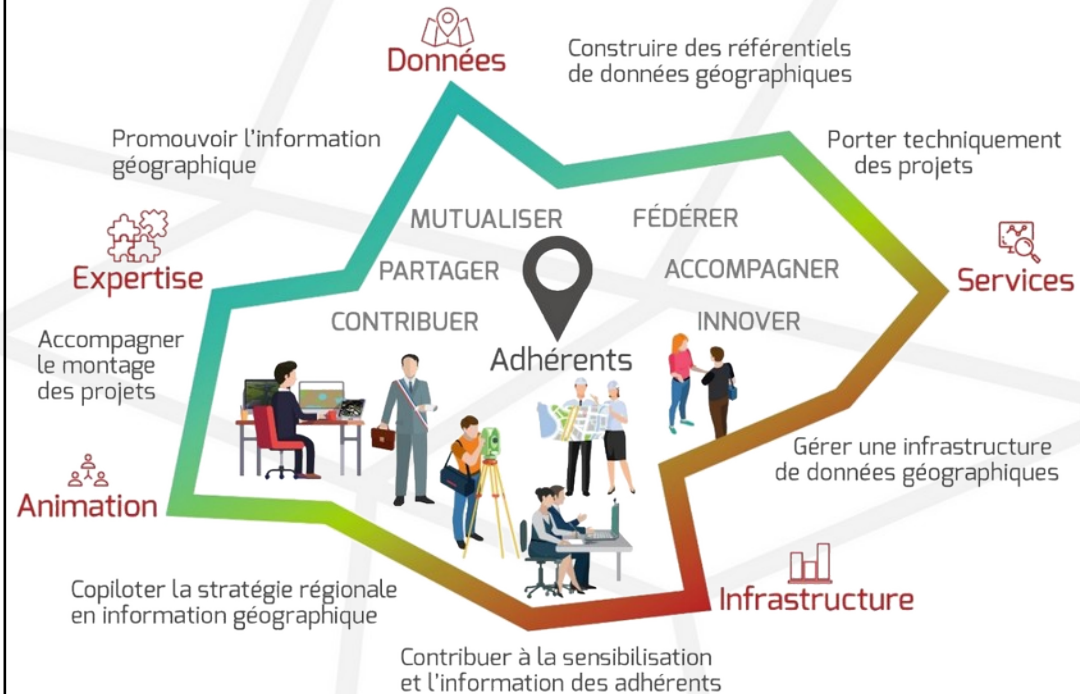 Données
Construire des référentiels
de données géographiques
Promouvoir l'information
géographique
Porter techniquement
des projets
MUTUALISER
FÉDÉRER
Expertise
PARTAGER
ACCOMPAGNER
Services
CONTRIBUER
INNOVER
Accompagner
le montage
des projets
Adhérents
Gérer une infrastructure
de données géographiques
Animation
Copiloter la stratégie régionale
en information géographique
Infrastructure
Contribuer à la sensibilisation
et l'information des adhérents